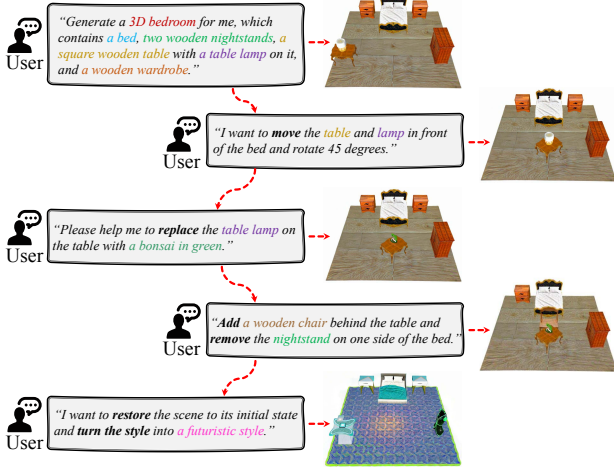 “Generate a 3D bedroom for me, which
contains a bed, two wooden nightstands, a
square wooden table with a table lamp on it,
and a wooden wardrobe.”
User
“I want to move the table and lamp in front
of the bed and rotate 45 degrees.”
User
“Please help me to replace the table lamp on
the table with a bonsai in green.”
User
“Add a wooden chair behind the table and
remove the nightstand on one side of the bed.”
User
“I want to restore the scene to its initial state
and turn the style into a futuristic style.”
User